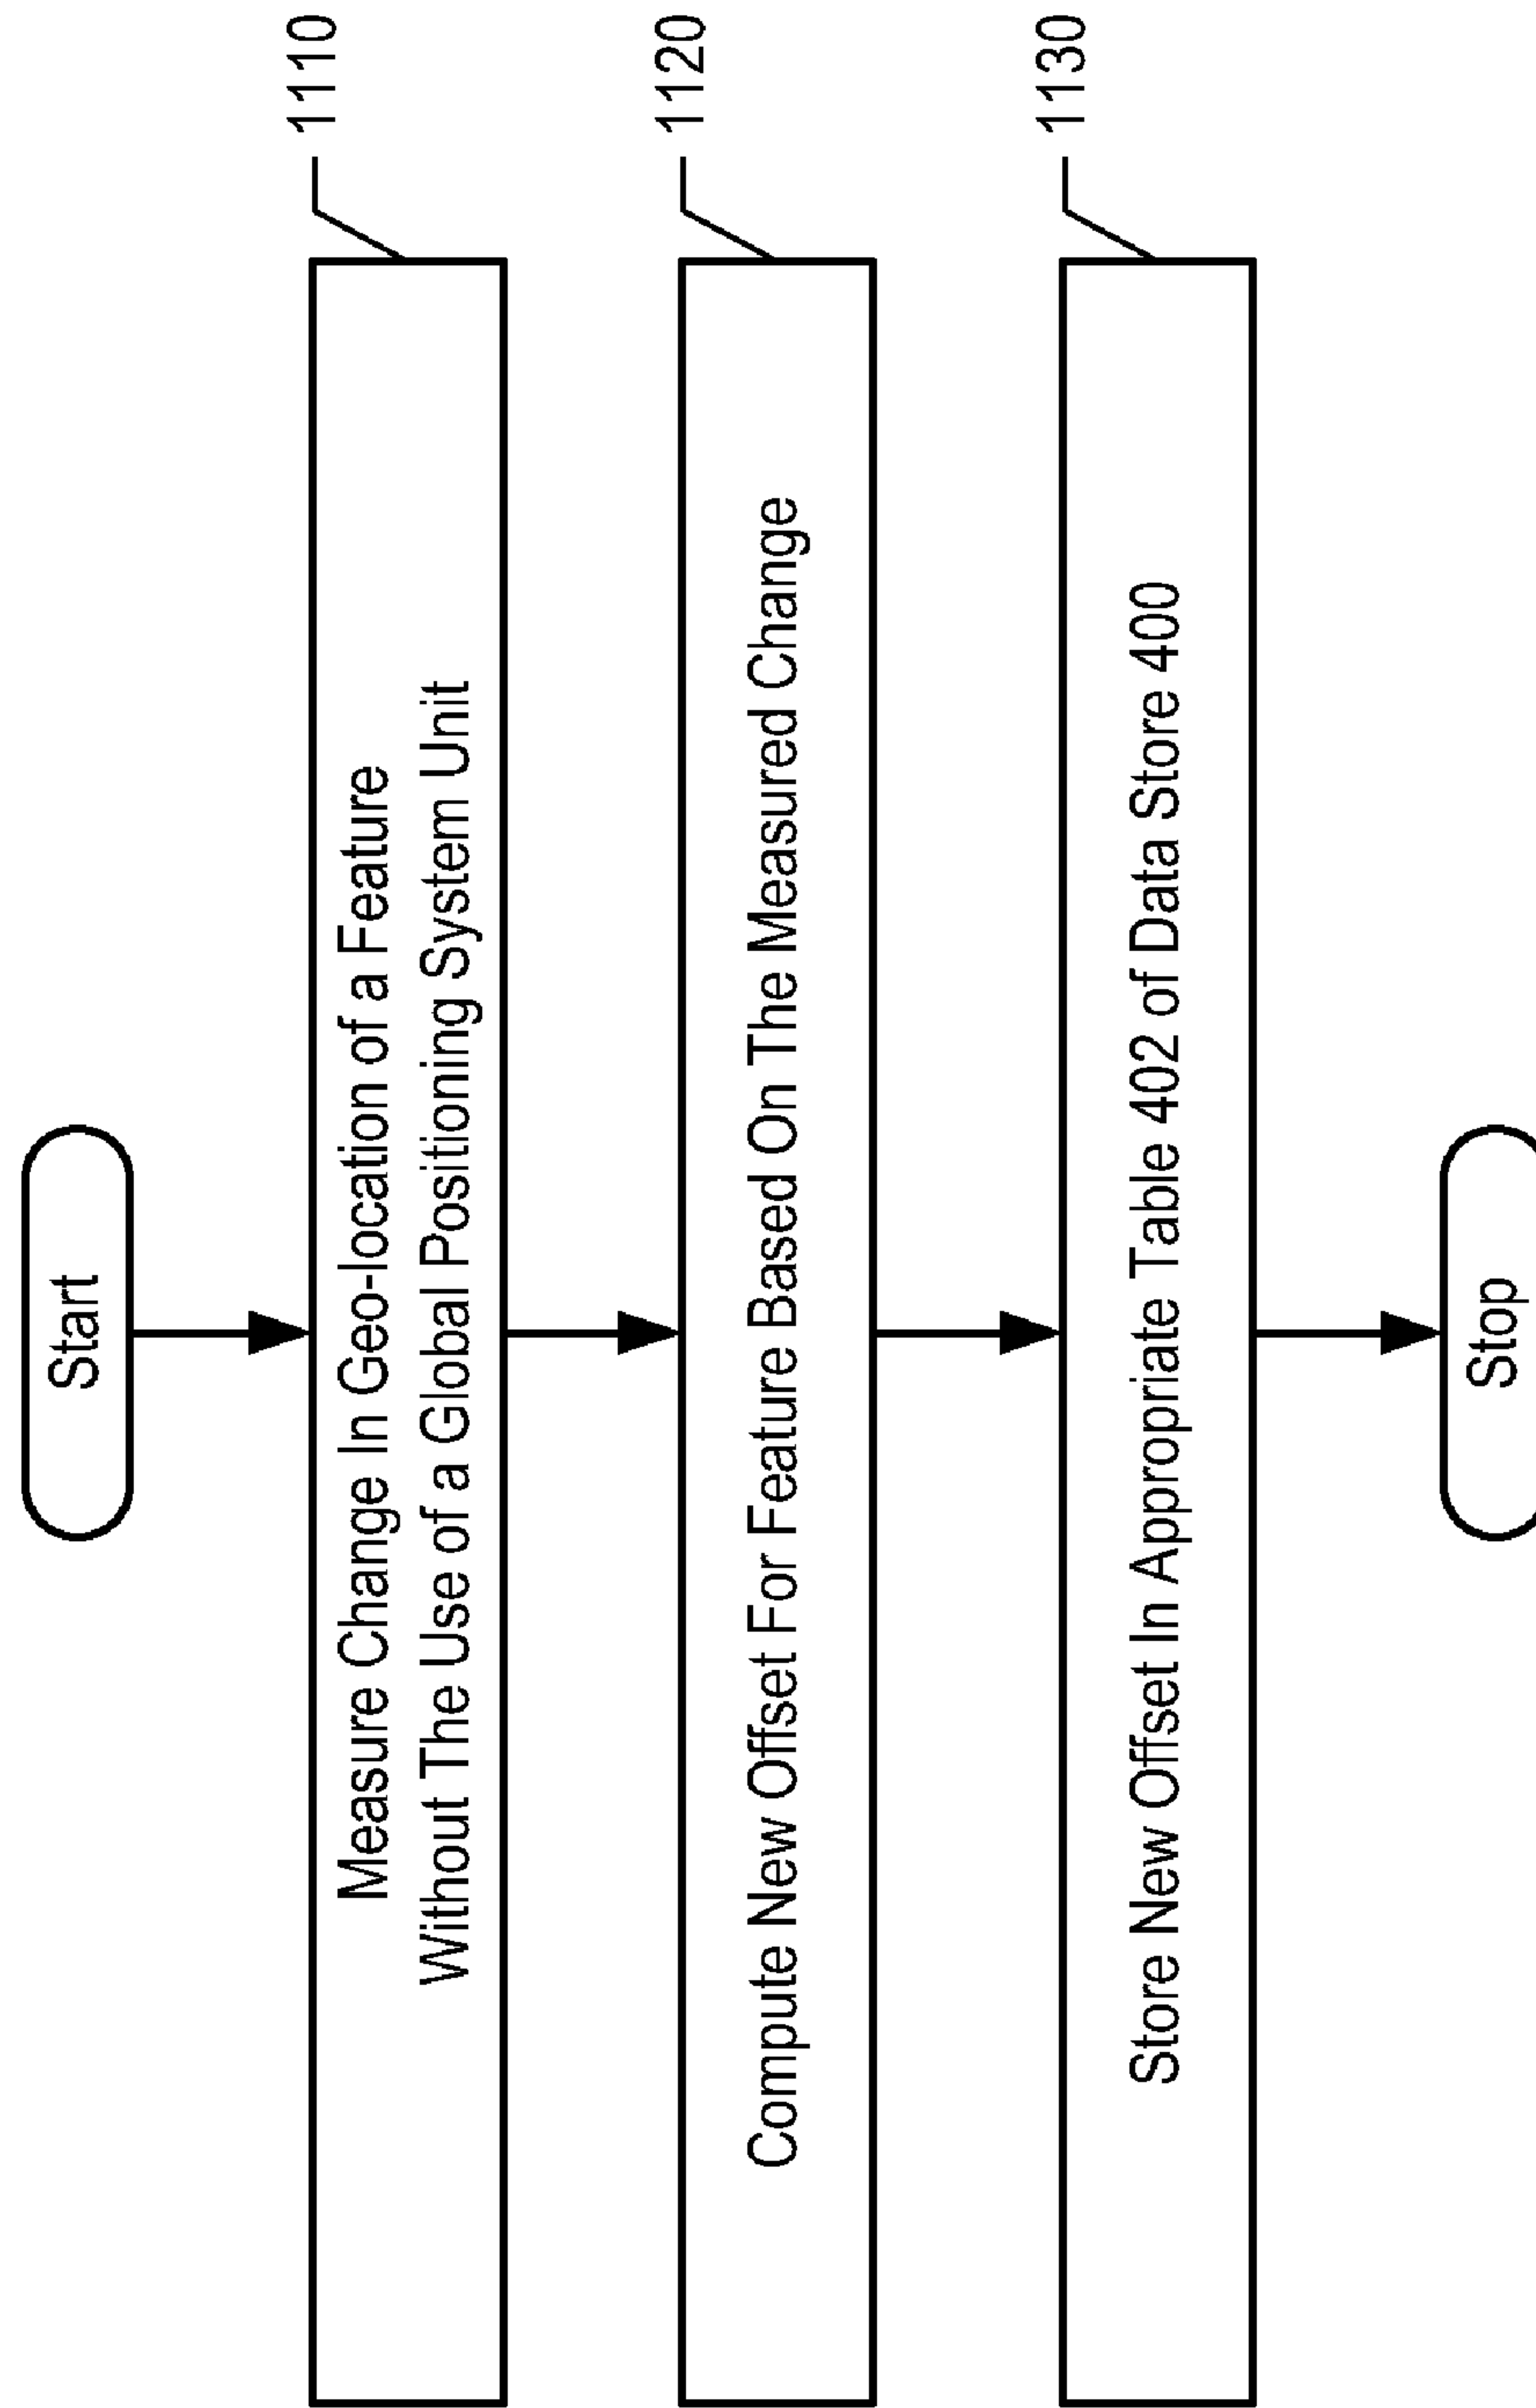 Start
1110
Measure Change In Geo-location of a Feature
Without The Use of a Global Positioning System Unit
1120
Compute New Offset For Feature Based On The Measured Change
1130
Store New Offset In Appropriate Table 402 of Data Store 400
Stop